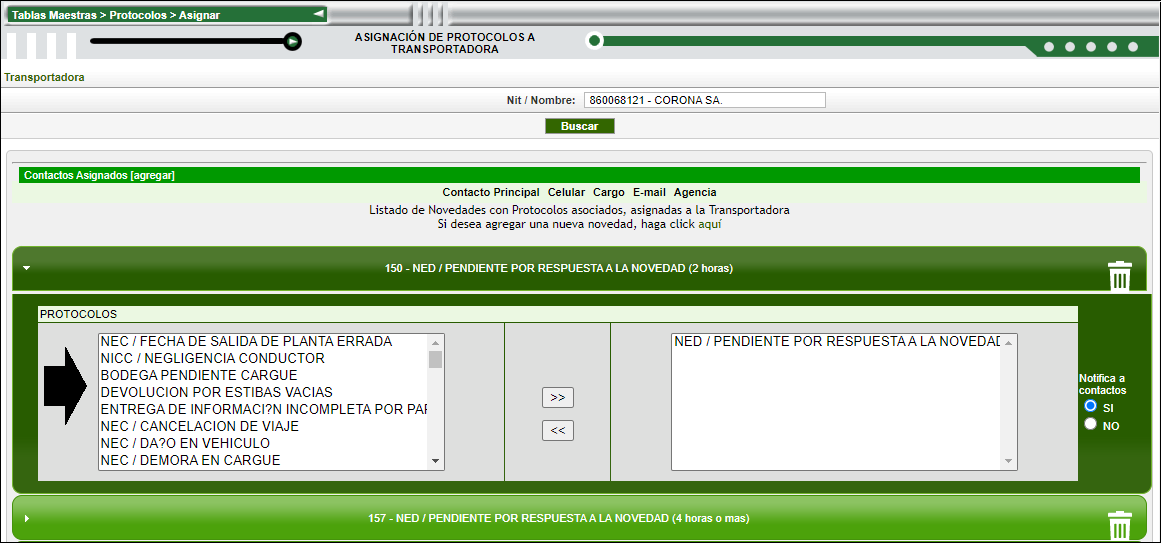 Tablas Maestras > Protocolos > Asignar
ASIGNACIÓN DE PROTOCOLOS A
TRANSPORTADORA
Transportadora
Nit / Nombre: 860068121 - CORONA SA.
Buscar
Contactos Asignados [agregar]
Contacto Principal Celular Cargo E-mail Agencia
Listado de Novedades con Protocolos asociados, asignadas a la Transportadora
Si desea agregar una nueva novedad, haga click aquí
150 - NED / PENDIENTE POR RESPUESTA A LA NOVEDAD (2 horas)
PROTOCOLOS
NEC / FECHA DE SALIDA DE PLANTA ERRADA
NICC / NEGLIGENCIA CONDUCTOR
BODEGA PENDIENTE CARGUE
DEVOLUCION POR ESTIBAS VACIAS
ENTREGA DE INFORMACI?N INCOMPLETA POR PAR
NEC / CANCELACION DE VIAJE
NEC / DA?O EN VEHICULO
NEC / DEMORA EN CARGUE
>>
<<
NED / PENDIENTE POR RESPUESTA A LA NOVEDAD
Notifica a
contactos
SI
NO
157 - NED / PENDIENTE POR RESPUESTA A LA NOVEDAD (4 horas o mas)